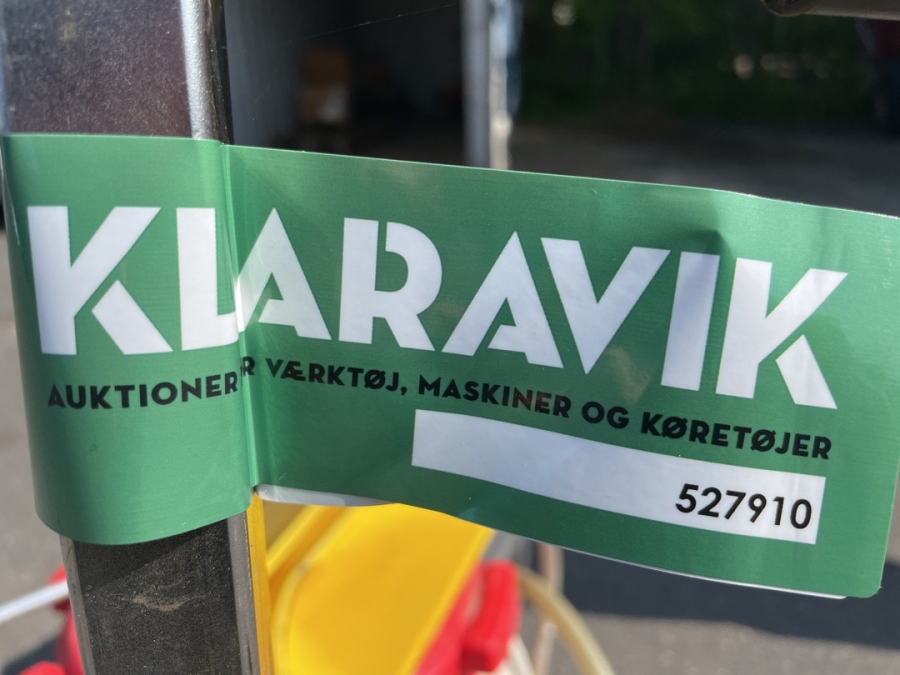 KLARAVIK
AUKTIONER R VÆRKTØJ, MASKINER OG KØRETØJER
527910